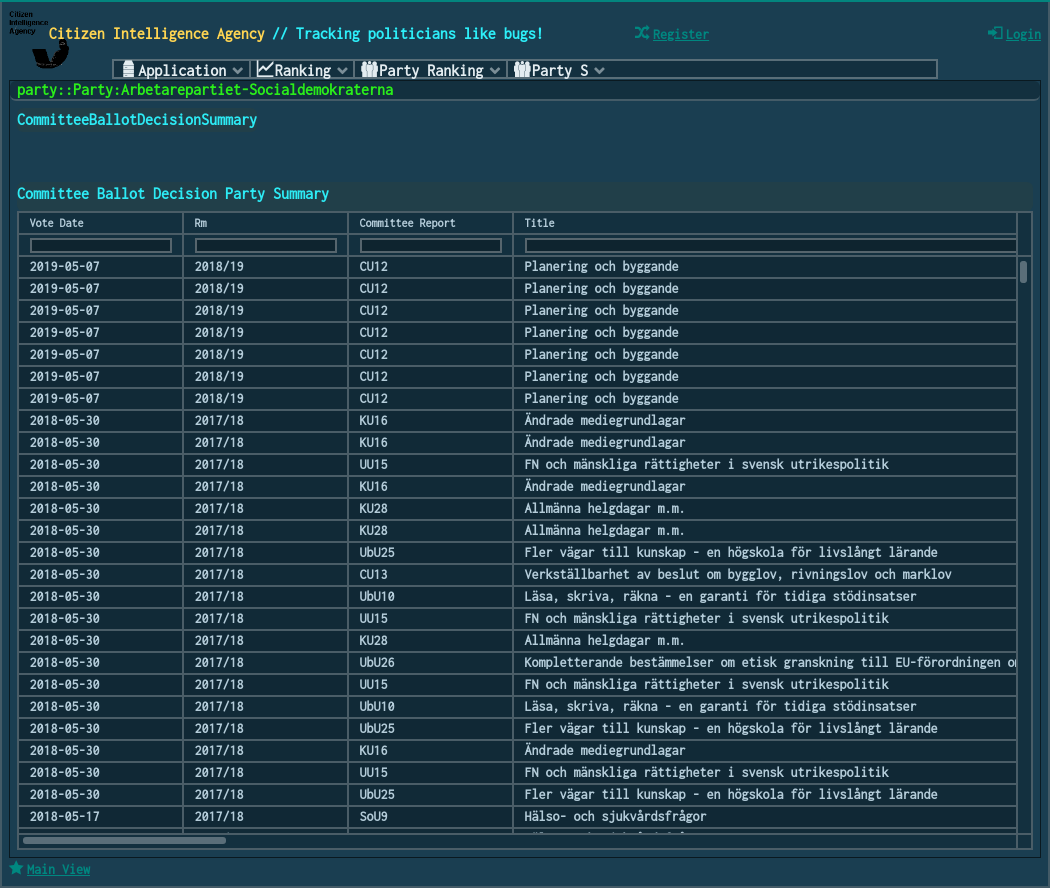 Citizen
Intelligence
Agency
Citizen Intelligence Agency // Tracking politicians like bugs!
Register
Login
Application
Ranking
Party Ranking
Party S
party::Party:Arbetarepartiet-Socialdemokraterna
CommitteeBallotDecisionSummary
Committee Ballot Decision Party Summary
Vote Date Rm Committee Report Title
2019-05-07 2018/19 CU12 Planering och byggande
2019-05-07 2018/19 CU12 Planering och byggande
2019-05-07 2018/19 CU12 Planering och byggande
2019-05-07 2018/19 CU12 Planering och byggande
2019-05-07 2018/19 CU12 Planering och byggande
2019-05-07 2018/19 CU12 Planering och byggande
2019-05-07 2018/19 CU12 Planering och byggande
2018-05-30 2017/18 KU16 Ändrade mediegrundlagar
2018-05-30 2017/18 KU16 Ändrade mediegrundlagar
2018-05-30 2017/18 UU15 FN och mänskliga rättigheter i svensk utrikespolitik
2018-05-30 2017/18 KU16 Ändrade mediegrundlagar
2018-05-30 2017/18 KU28 Allmänna helgdagar m.m.
2018-05-30 2017/18 KU28 Allmänna helgdagar m.m.
2018-05-30 2017/18 UbU25 Fler vägar till kunskap - en högskola för livslångt lärande
2018-05-30 2017/18 CU13 Verkställbarhet av beslut om bygglov, rivningslov och marklov
2018-05-30 2017/18 UbU10 Läsa, skriva, räkna - en garanti för tidiga stödinsatser
2018-05-30 2017/18 UU15 FN och mänskliga rättigheter i svensk utrikespolitik
2018-05-30 2017/18 KU28 Allmänna helgdagar m.m.
2018-05-30 2017/18 UbU26 Kompletterande bestämmelser om etisk granskning till EU-förordningen
2018-05-30 2017/18 UU15 FN och mänskliga rättigheter i svensk utrikespolitik
2018-05-30 2017/18 UbU10 Läsa, skriva, räkna - en garanti för tidiga stödinsatser
2018-05-30 2017/18 UbU25 Fler vägar till kunskap - en högskola för livslångt lärande
2018-05-30 2017/18 KU16 Ändrade mediegrundlagar
2018-05-30 2017/18 UU15 FN och mänskliga rättigheter i svensk utrikespolitik
2018-05-30 2017/18 UbU25 Fler vägar till kunskap - en högskola för livslångt lärande
2018-05-17 2017/18 SoU9 Hälso- och sjukvårdsfrågor
Main View